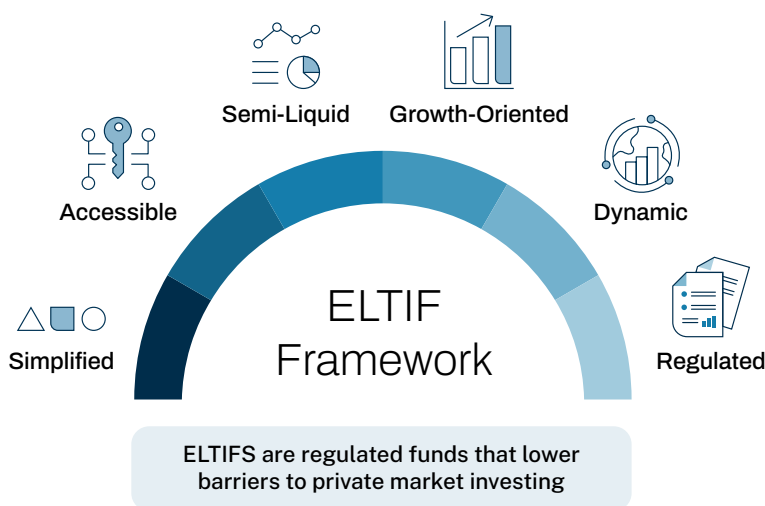 Semi-Liquid
Growth-Oriented
Accessible
Dynamic
Simplified
Regulated
ELTIF
Framework
ELTIFS are regulated funds that lower
barriers to private market investing